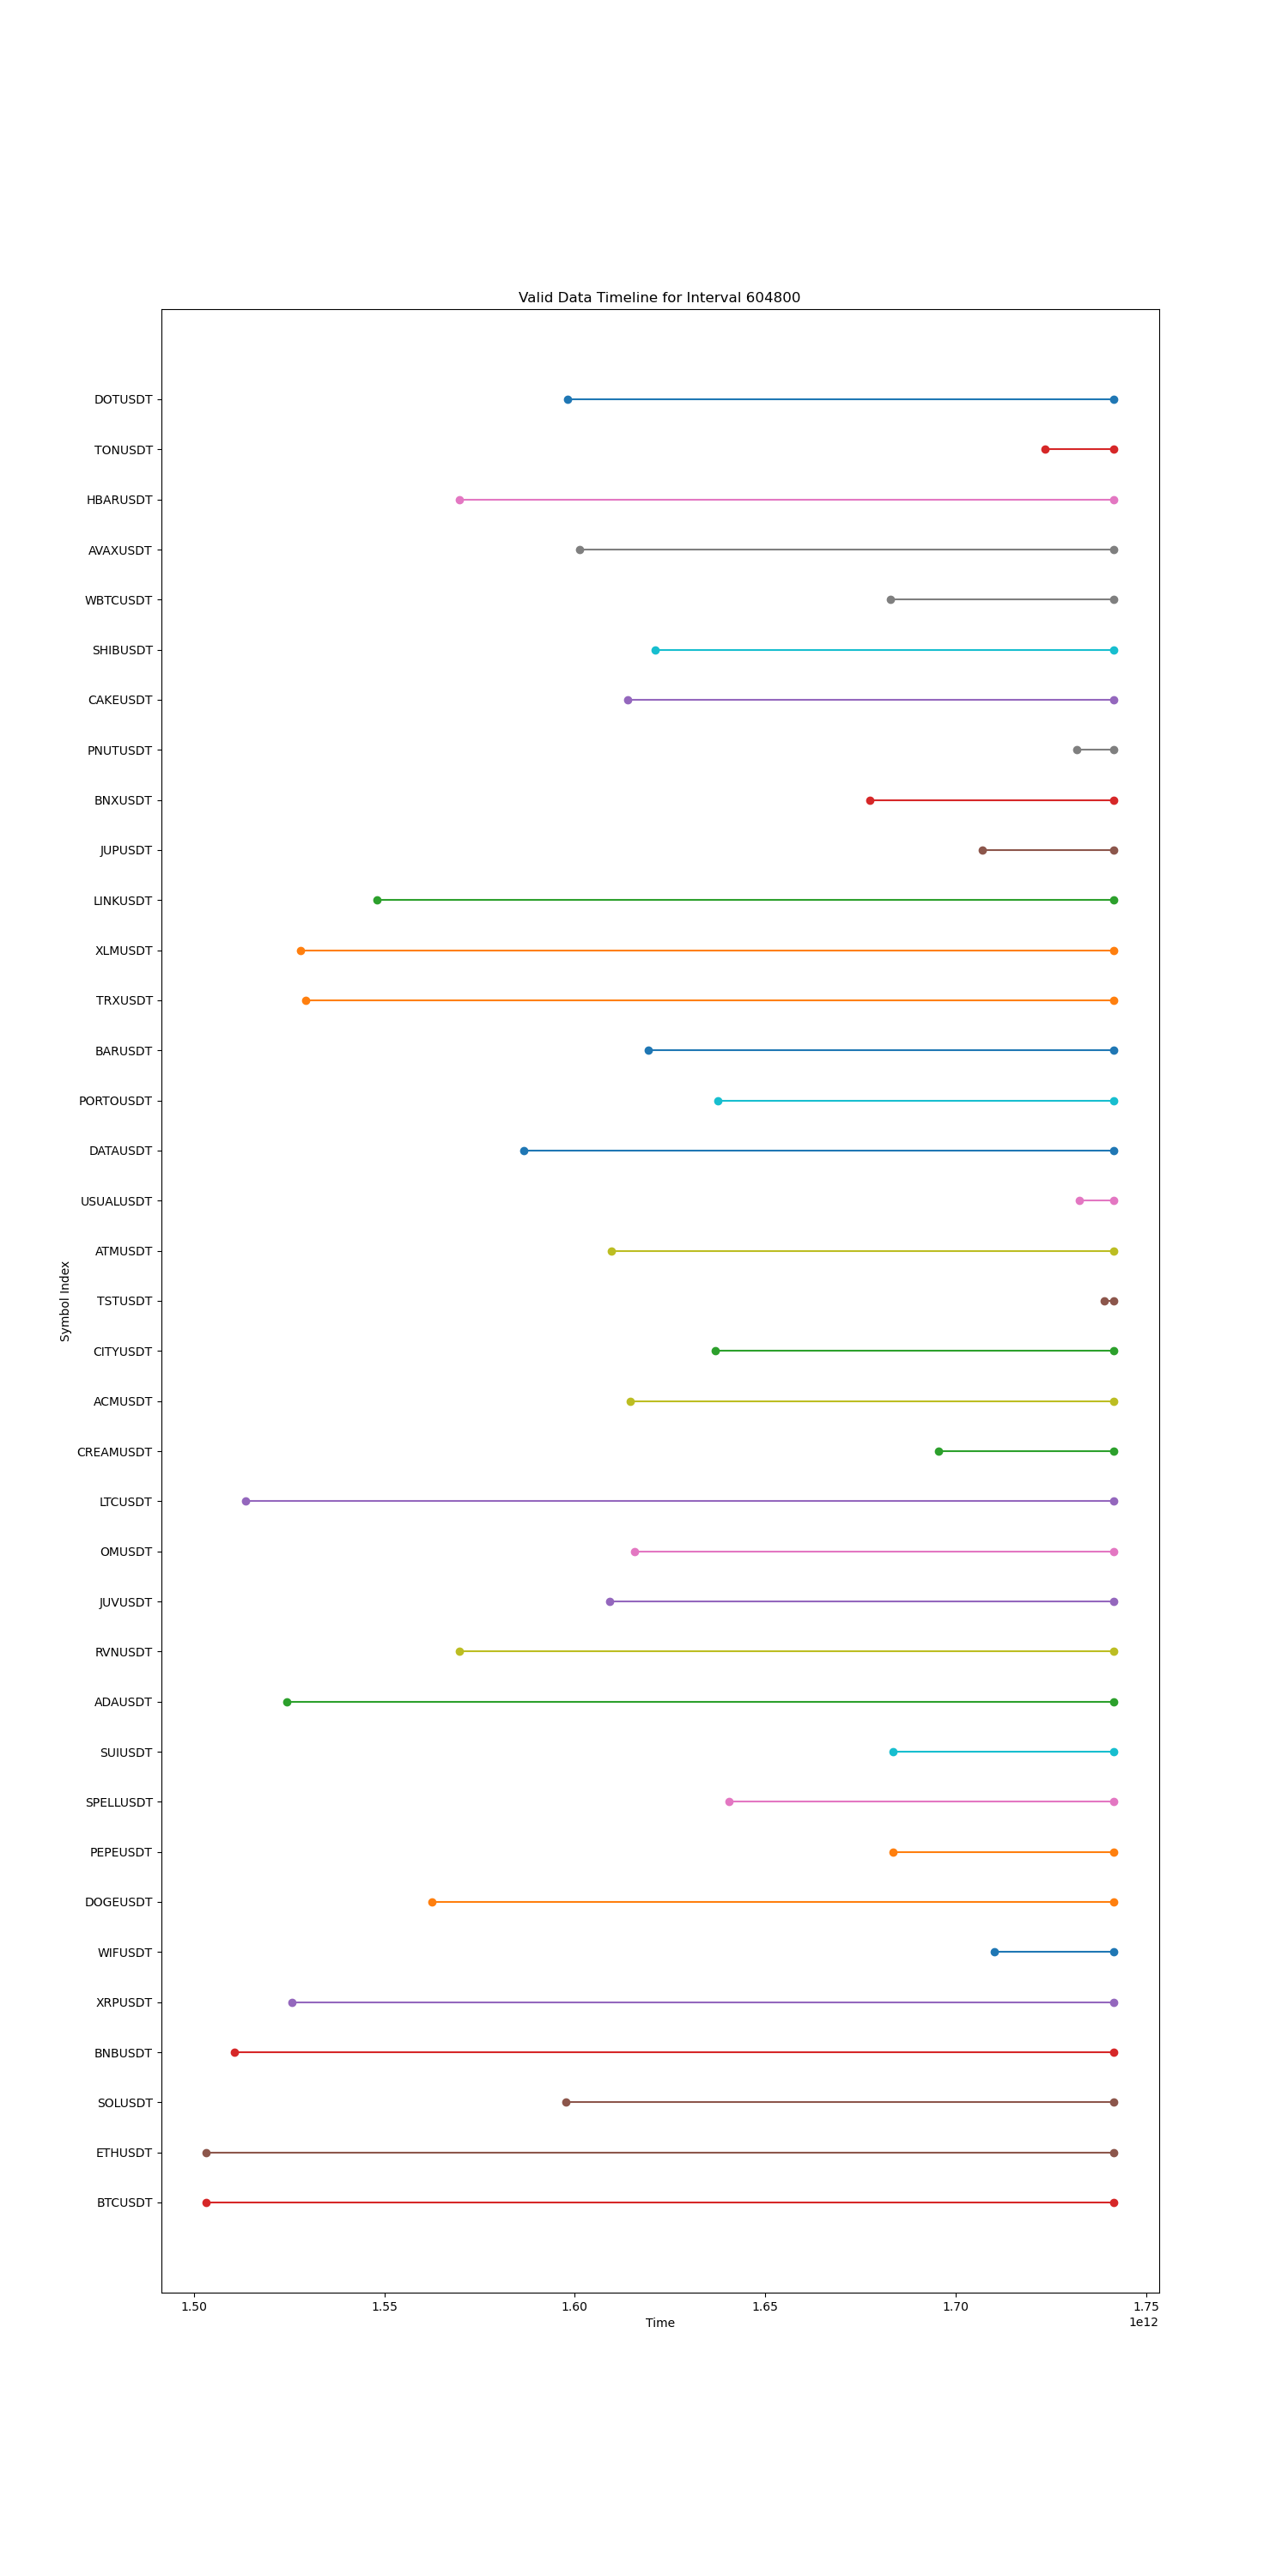 Valid Data Timeline for Interval 604800
DOTUSDT
TONUSDT
HBARUSDT
AVAXUSDT
WBTCUSDT
SHIBUSDT
CAKEUSDT
PNUTUSDT
BNXUSDT
JUPUSDT
LINKUSDT
XLMUSDT
TRXUSDT
BARUSDT
PORTOUSDT
DATAUSDT
USUALUSDT
ATMUSDT
TSTUSDT
CITYUSDT
ACMUSDT
CREAMUSDT
LTCUSDT
OMUSDT
JUVUSDT
RVNUSDT
ADAUSDT
SUIUSDT
SPELLUSDT
PEPEUSDT
DOGEUSDT
WIFUSDT
XRPUSDT
BNBUSDT
SOLUSDT
ETHUSDT
BTCUSDT
Symbol Index
1.50 1.55 1.60 1.65 1.70 1.75
1e12
Time